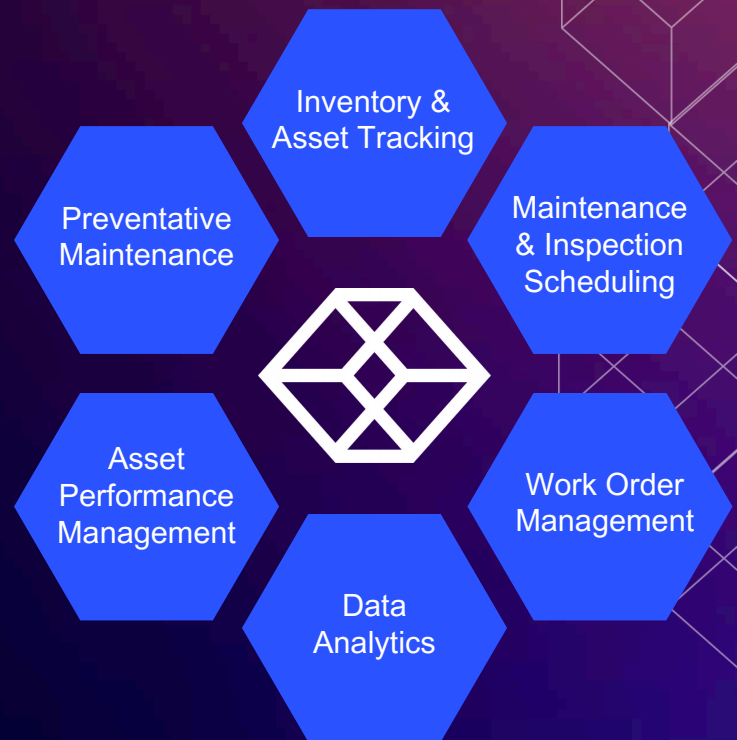 Inventory &
Asset Tracking
Maintenance
& Inspection
Scheduling
Work Order
Management
Data
Analytics
Asset
Performance
Management
Preventative
Maintenance